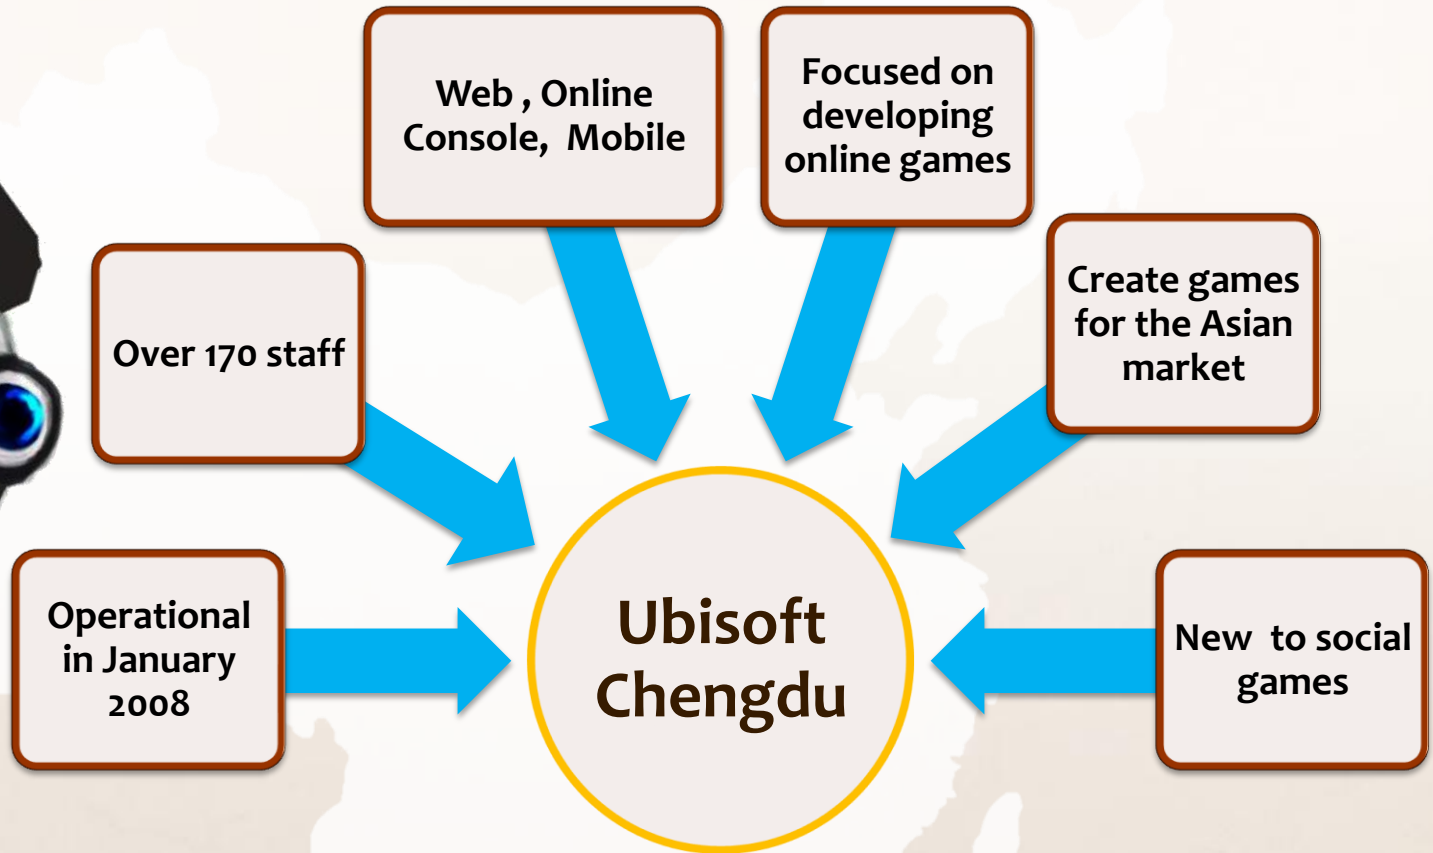 Web , Online
Console, Mobile
Focused on
developing
online games
Create games
for the Asian
market
Over 170 staff
Operational
in January
2008
Ubisoft
Chengdu
New to social
games